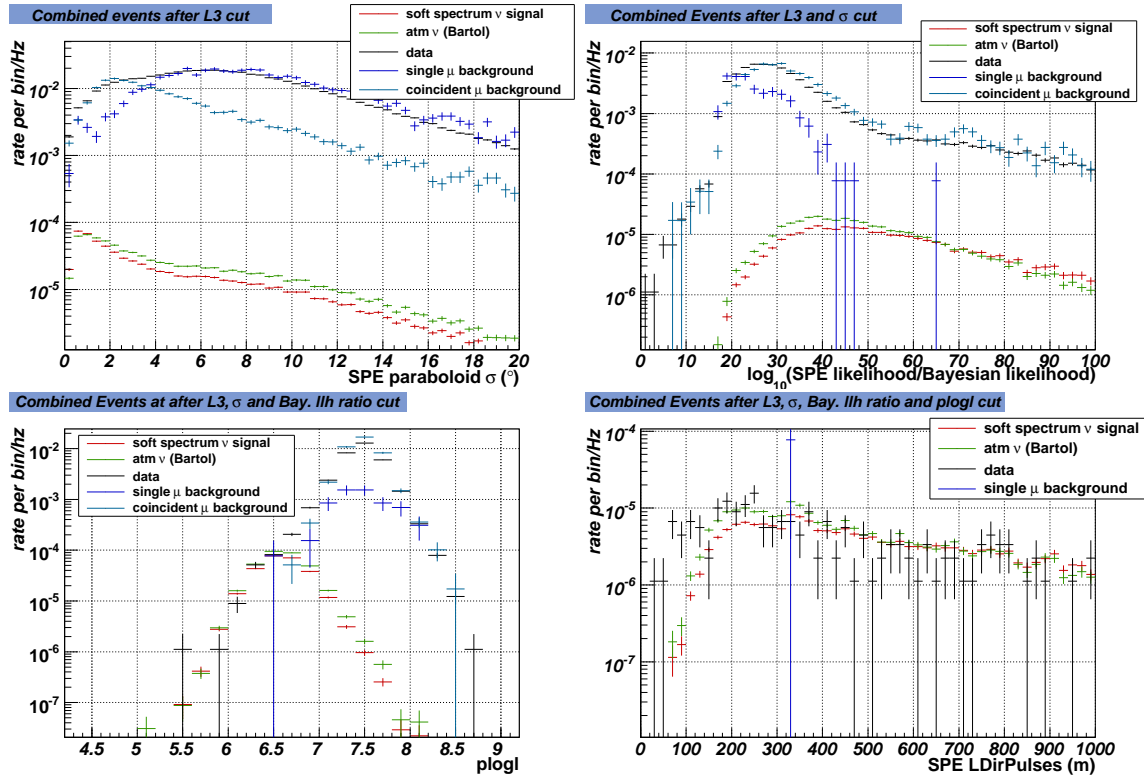 Combined events after L3 cut
rate per bin/Hz
soft spectrum ν signal
atm ν (Bartol)
data
single μ background
coincident μ background
10⁻²
10⁻³
10⁻⁴
10⁻⁵
0 2 4 6 8 10 12 14 16 18 20
SPE paraboloid σ (°)
Combined Events after L3 and σ cut
rate per bin/Hz
soft spectrum ν signal
atm ν (Bartol)
data
single μ background
coincident μ background
10⁻²
10⁻³
10⁻⁴
10⁻⁵
10⁻⁶
0 10 20 30 40 50 60 70 80 90 100
log₁₀(SPE likelihood/Bayesian likelihood)
Combined Events at after L3, σ and Bay. llh ratio cut
rate per bin/Hz
soft spectrum ν signal
atm ν (Bartol)
data
single μ background
coincident μ background
10⁻²
10⁻³
10⁻⁴
10⁻⁵
10⁻⁶
10⁻⁷
4.5 5 5.5 6 6.5 7 7.5 8 8.5 9
plogl
Combined Events after L3, σ, Bay. llh ratio and plogl cut
rate per bin/Hz
soft spectrum ν signal
atm ν (Bartol)
data
single μ background
10⁻⁴
10⁻⁵
10⁻⁶
10⁻⁷
0 100 200 300 400 500 600 700 800 900 1000
SPE LDirPulses (m)